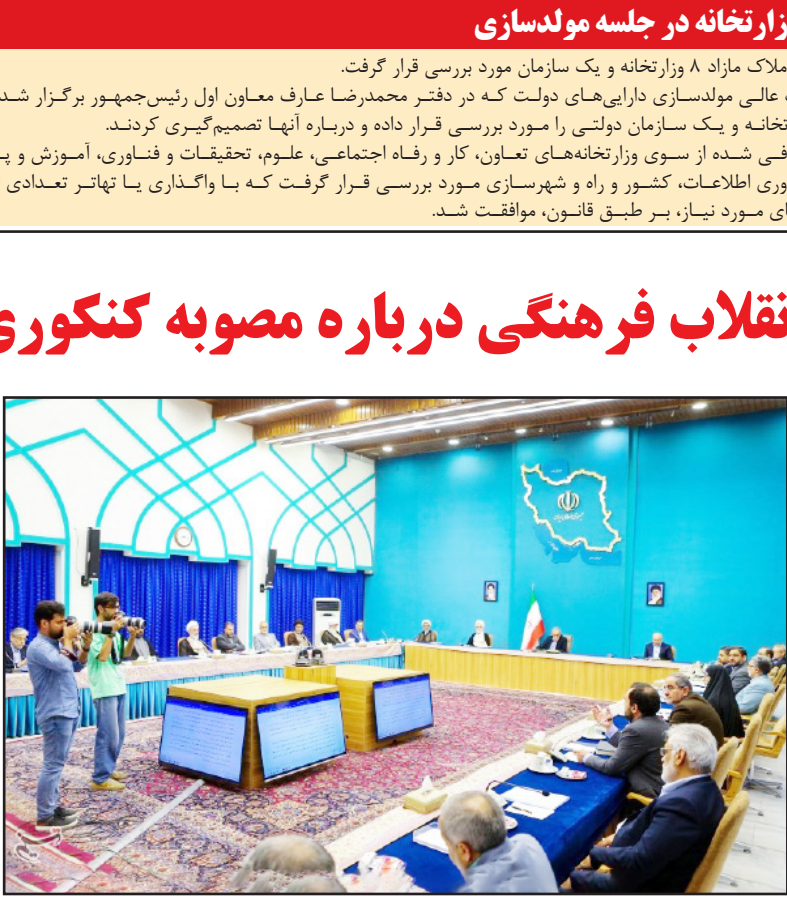 زارتخانه در جلسه مولدسازی
ملاک مازاد ۸ وزارتخانه و یک سازمان مورد بررسی قرار گرفت.
عالی مولدسازی دارایی‌های دولت که در دفتر محمدرضا عارف معاون اول رئیس‌جمهور برگزار شد
تخانه و یک سازمان دولتی را مورد بررسی قرار داده و درباره آنها تصمیم‌گیری کردند.
فی شده از سوی وزارتخانه‌های تعاون، کار و رفاه اجتماعی، علوم، تحقیقات و فناوری، آموزش و پ
وری اطلاعات، کشور و راه و شهرسازی مورد بررسی قرار گرفت که با واگذاری یا تهاتر تعدادی
ای مورد نیاز، بر طبق قانون، موافقت شد.
نقلاب فرهنگی درباره مصوبه کنکوری